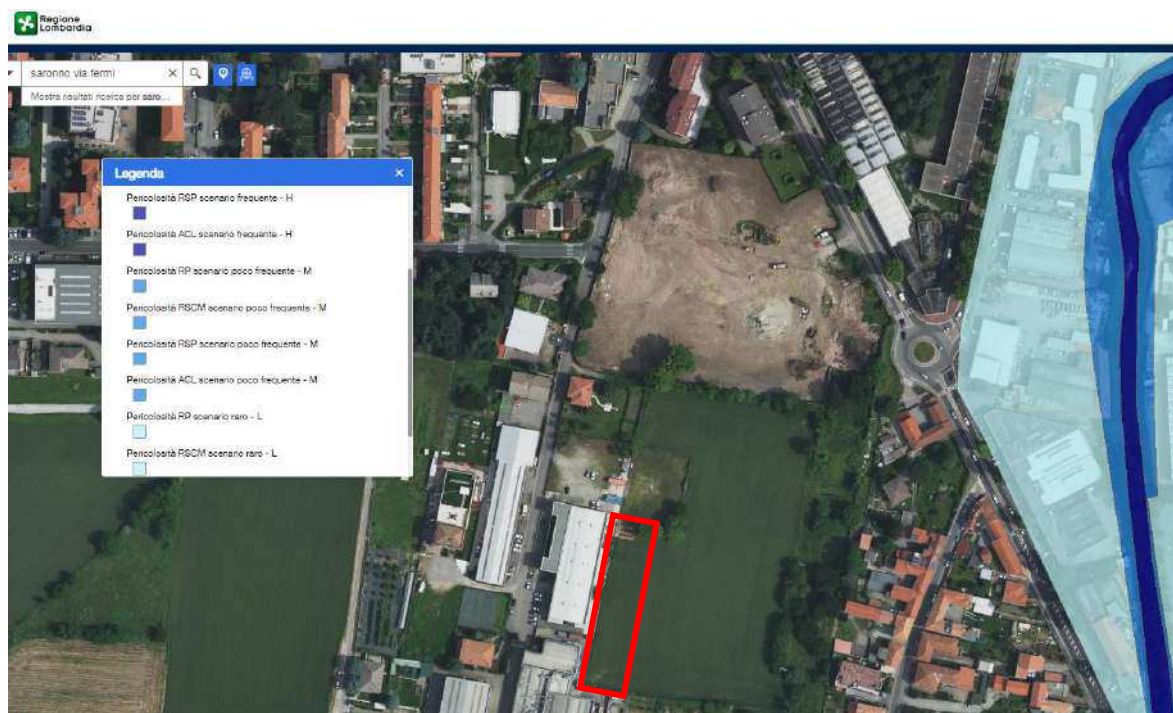 Regione
Lombardia
saronno via fermi
Mostra risultati ricerca per saro...
Legenda
Pericolosità RSP scenario frequente - H
Pericolosità ACL scenario frequente - H
Pericolosità RP scenario poco frequente - M
Pericolosità RSCM scenario poco frequente - M
Pericolosità RSP scenario poco frequente - M
Pericolosità ACL scenario poco frequente - M
Pericolosità RP scenario raro - L
Pericolosità RSCM scenario raro - L